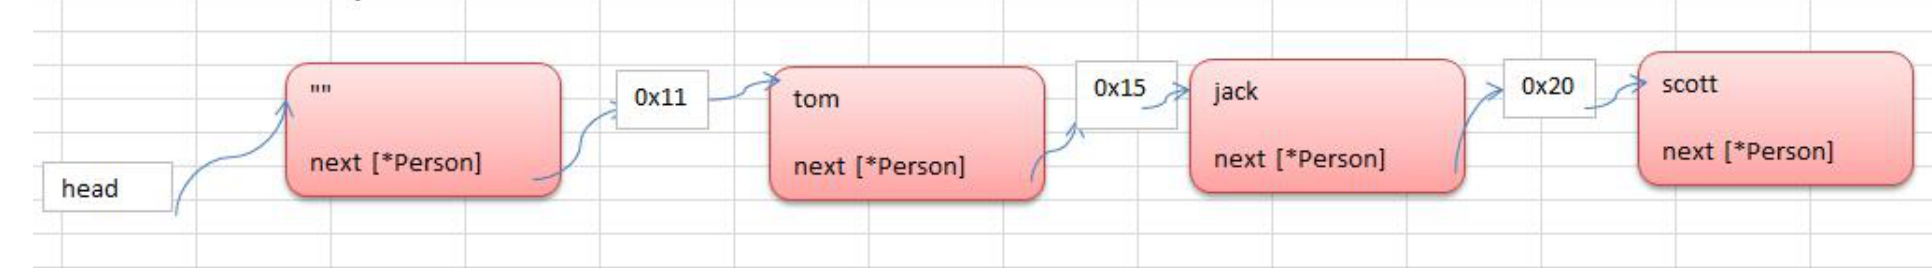 head
""
next [*Person]
0x11
tom
next [*Person]
0x15
jack
next [*Person]
0x20
scott
next [*Person]